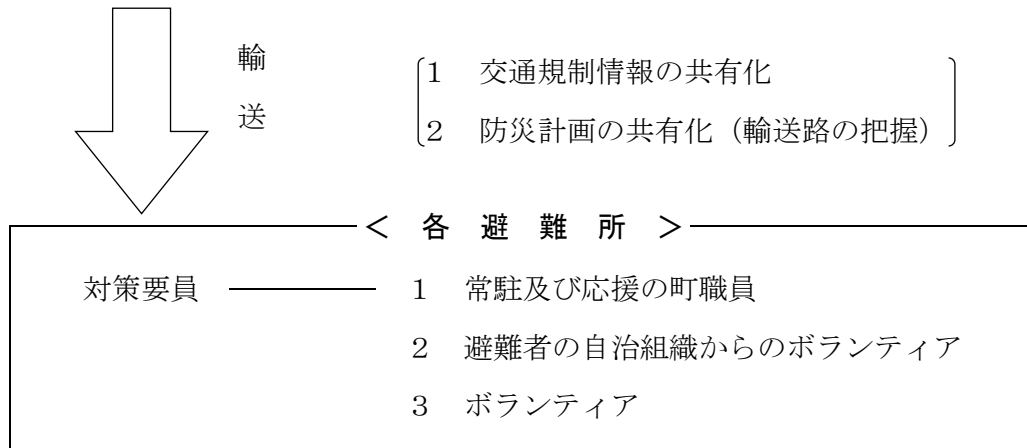 輸送
1 交通規制情報の共有化
2 防災計画の共有化（輸送路の把握）
＜ 各 避 難 所 ＞
対策要員
1 常駐及び応援の町職員
2 避難者の自治組織からのボランティア
3 ボランティア